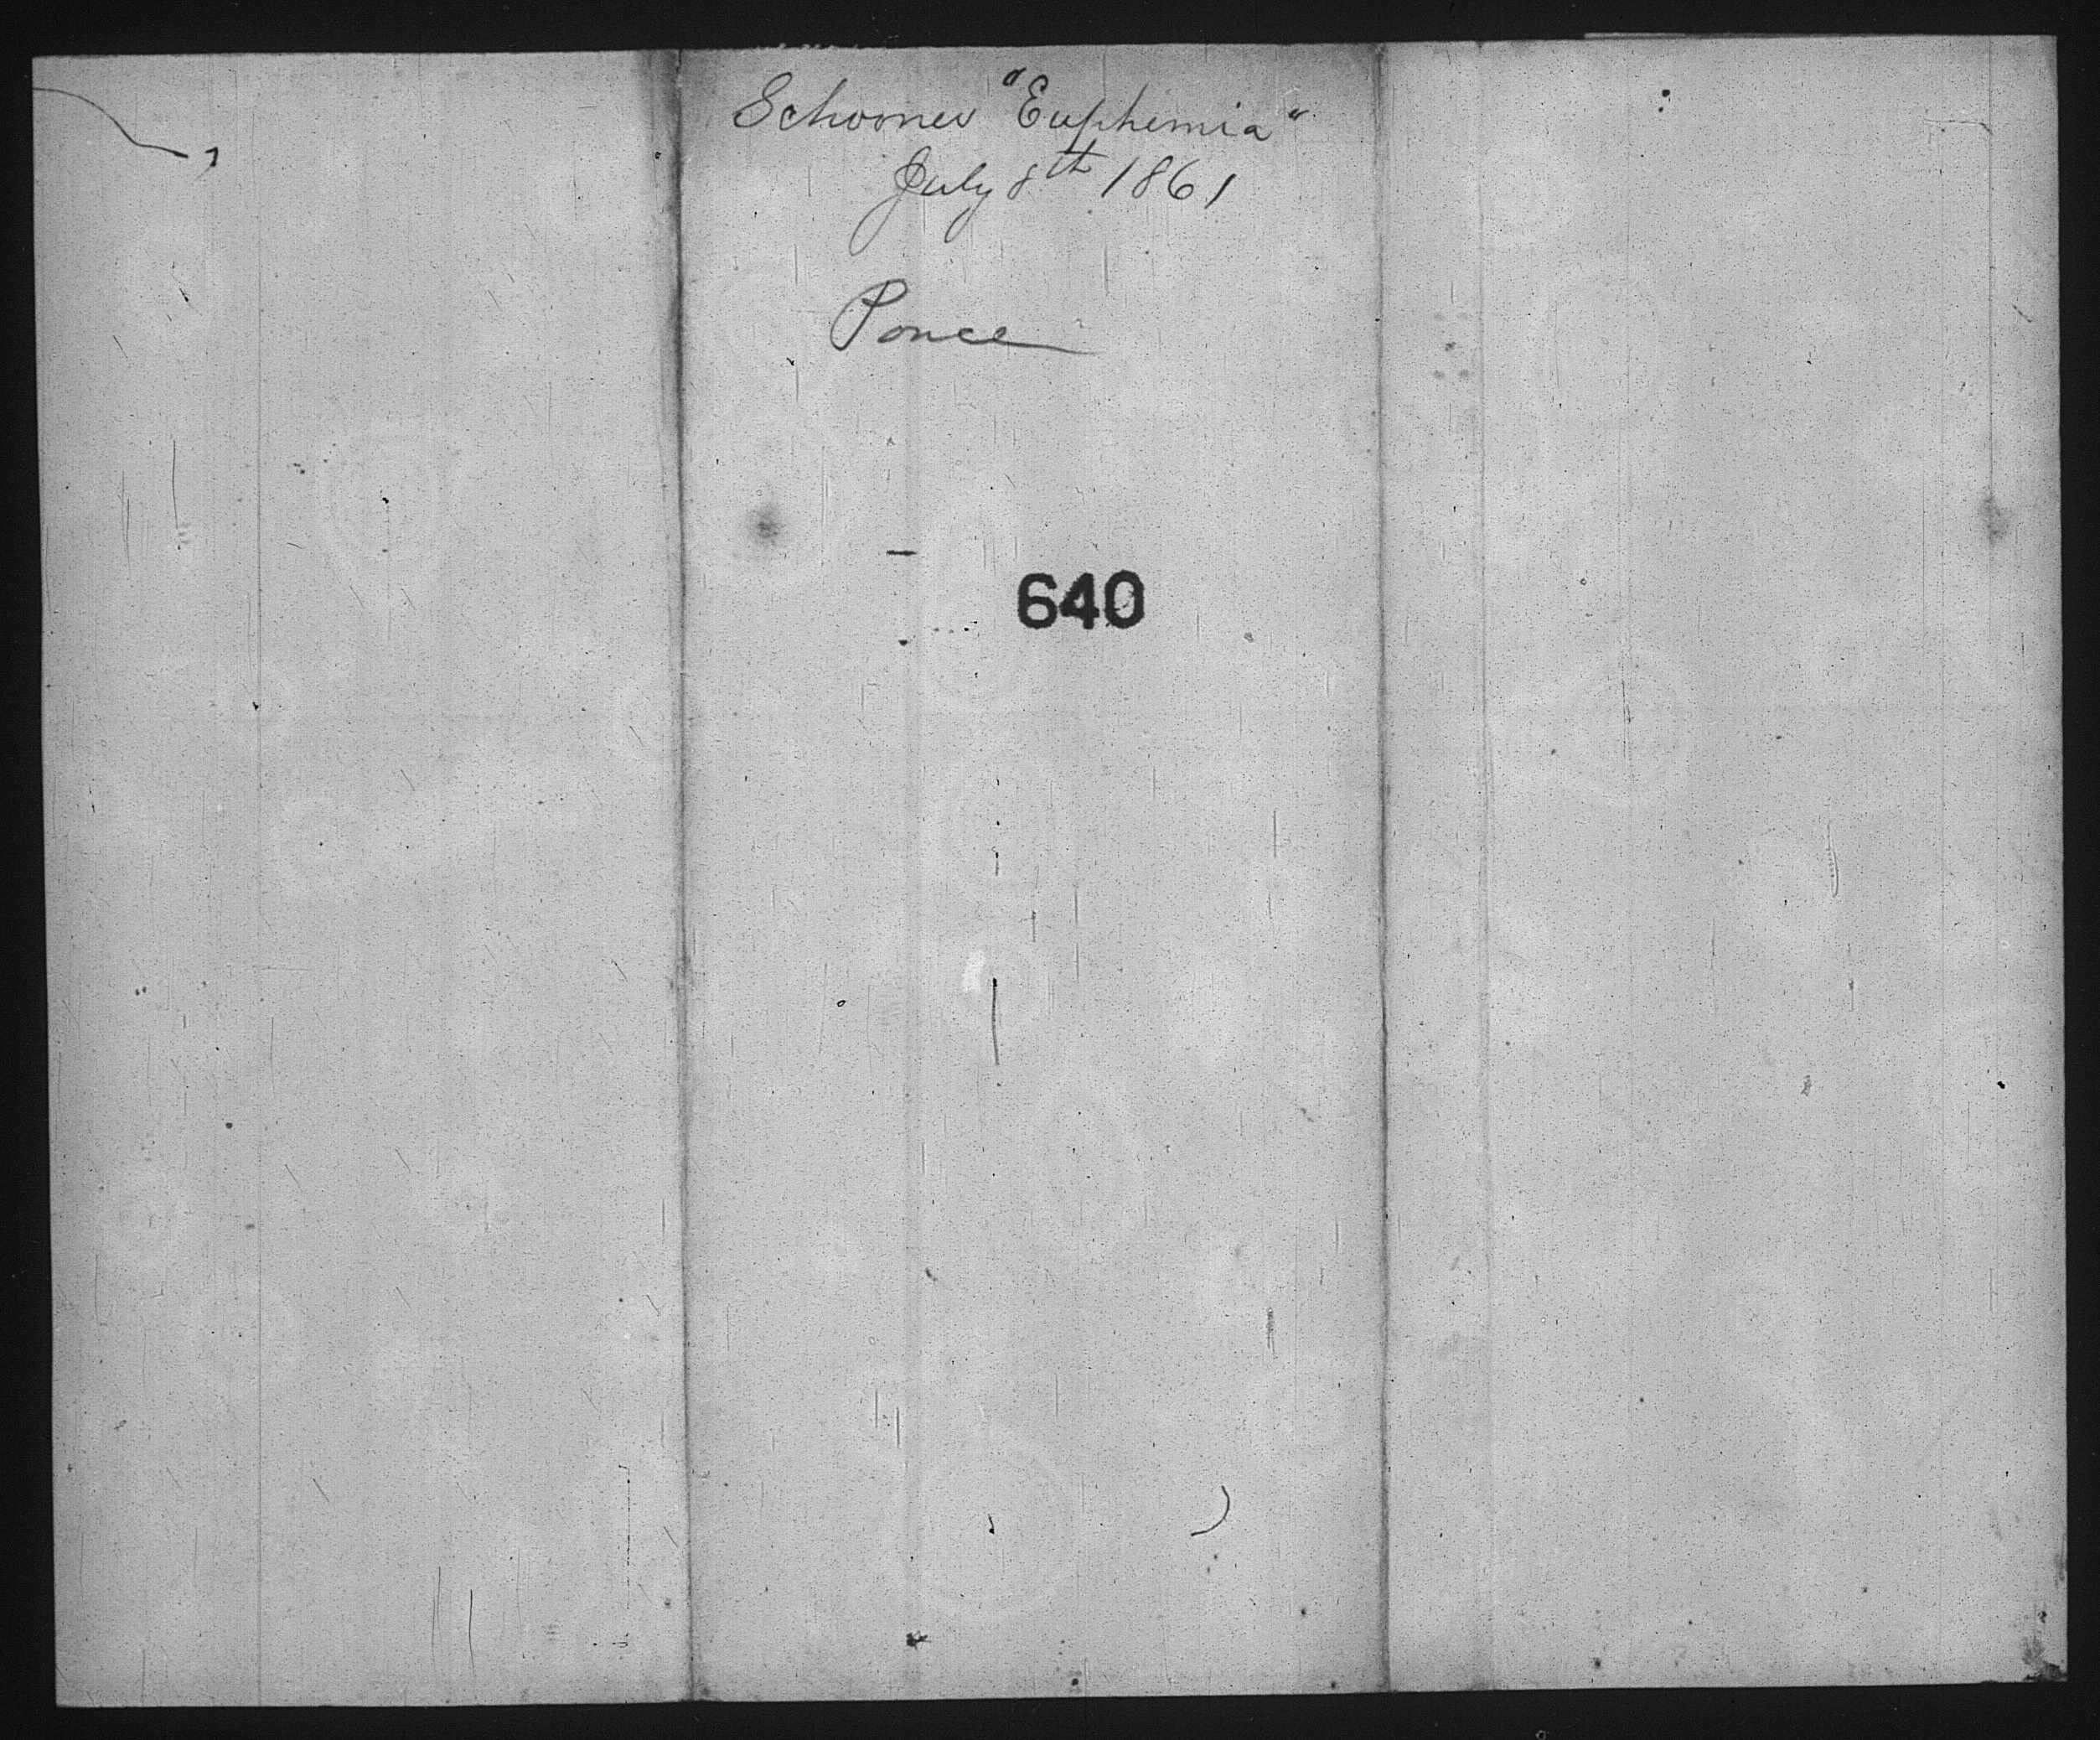 Schooner "Euphemia"
July 8th 1861
Ponce
640